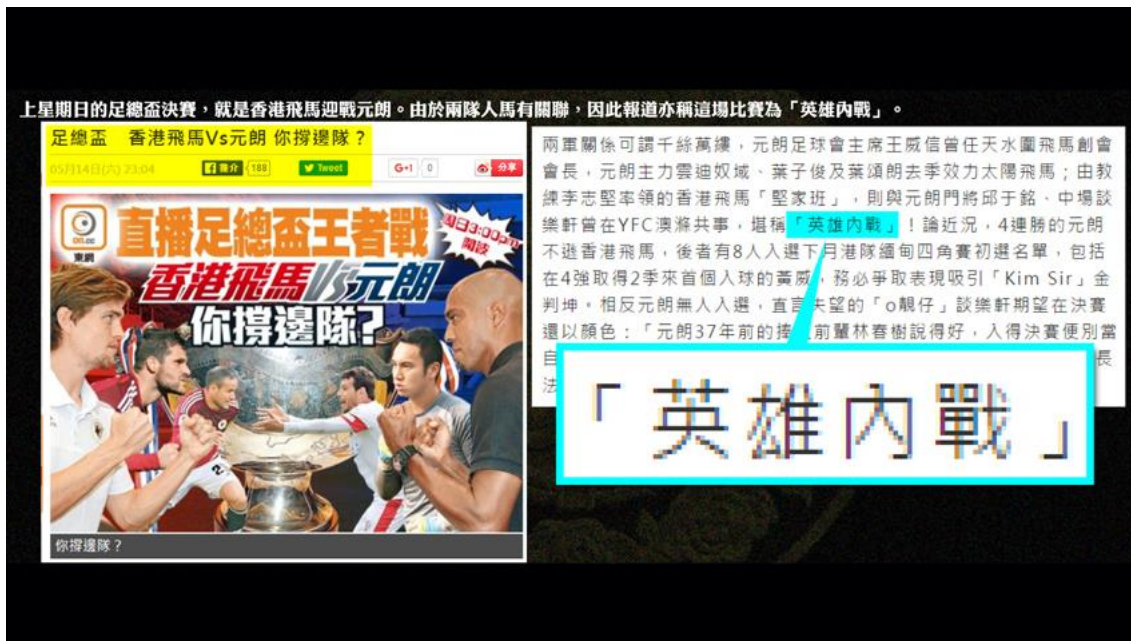 上星期日的足總盃決賽，就是香港飛馬迎戰元朗。由於兩隊人馬有關聯，因此報道亦稱這場比賽為「英雄內戰」。
足總盃　香港飛馬Vs元朗 你撐邊隊？
05月14日(六) 23:04
推介 188
Tweet
G+1 0
分享
on.cc
東網
直播足總盃王者戰
開波
香港飛馬Vs元朗
你撐邊隊?
你撐邊隊？
兩軍關係可謂千絲萬縷，元朗足球會主席王威信曾任天水圍飛馬創會
會長，元朗主力雲迪奴域、葉子俊及葉頌朗去季效力太陽飛馬；由教
練李志堅率領的香港飛馬「堅家班」，則與元朗門將邱于銘、中場談
樂軒曾在YFC澳滌共事，堪稱「英雄內戰」！論近況，4連勝的元朗
不遜香港飛馬，後者有8人入選下月港隊緬甸四角賽初選名單，包括
在4強取得2季來首個入球的黃威，務必爭取表現吸引「Kim Sir」金
判坤。相反元朗無人入選，直言失望的「o靚仔」談樂軒期望在決賽
還以顏色：「元朗37年前的捧 前輩林春樹說得好，入得決賽便別當
自
長
法
「英雄內戰」